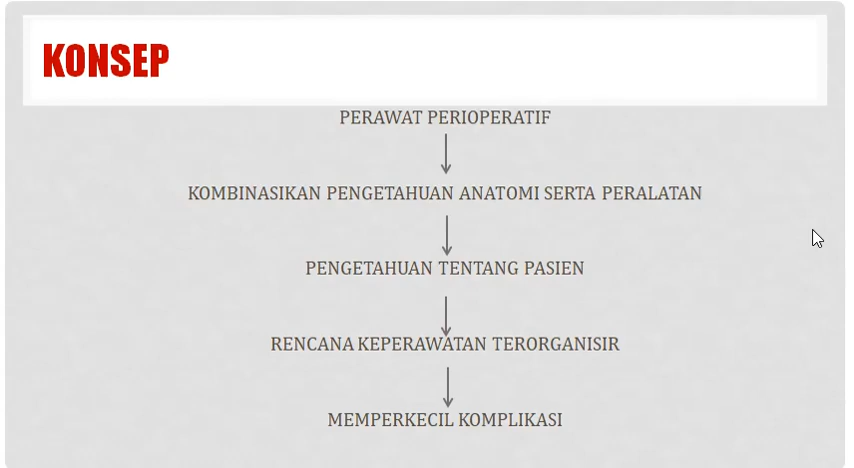 KONSEP
PERAWAT PERIOPERATIF
KOMBINASIKAN PENGETAHUAN ANATOMI SERTA PERALATAN
PENGETAHUAN TENTANG PASIEN
RENCANA KEPERAWATAN TERORGANISIR
MEMPERKECIL KOMPLIKASI